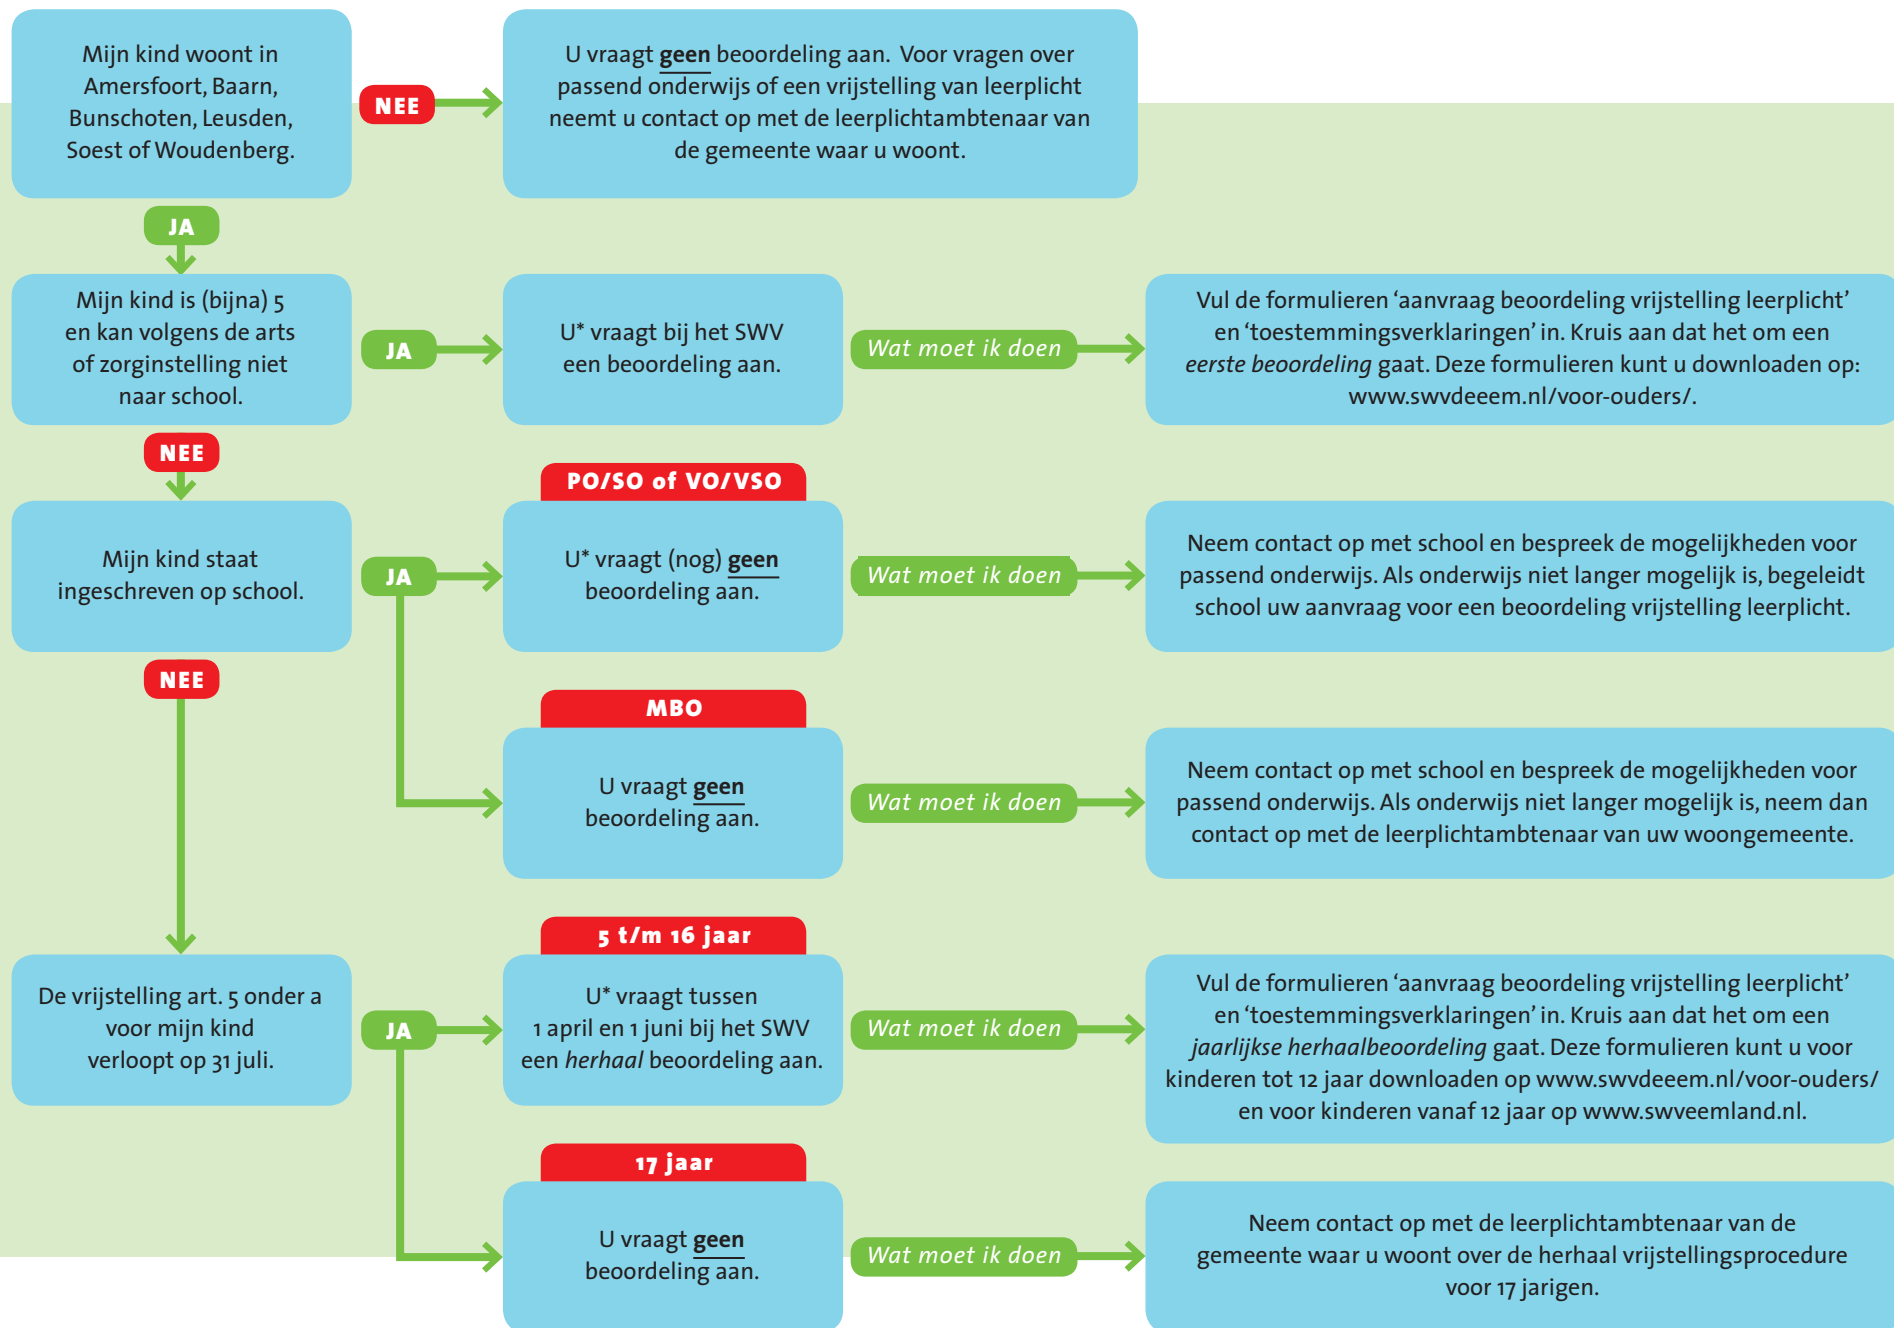 Mijn kind woont in
Amersfoort, Baarn,
Bunschoten, Leusden,
Soest of Woudenberg.
NEE
U vraagt geen beoordeling aan. Voor vragen over
passend onderwijs of een vrijstelling van leerplicht
neemt u contact op met de leerplichtambtenaar van
de gemeente waar u woont.
JA
Mijn kind is (bijna) 5
en kan volgens de arts
of zorginstelling niet
naar school.
JA
U* vraagt bij het SWV
een beoordeling aan.
Wat moet ik doen
Vul de formulieren ‘aanvraag beoordeling vrijstelling leerplicht’
en ‘toestemmingsverklaringen’ in. Kruis aan dat het om een
eerste beoordeling gaat. Deze formulieren kunt u downloaden op:
www.swvdeeem.nl/voor-ouders/.
NEE
Mijn kind staat
ingeschreven op school.
JA
PO/SO of VO/VSO
U* vraagt (nog) geen
beoordeling aan.
Wat moet ik doen
Neem contact op met school en bespreek de mogelijkheden voor
passend onderwijs. Als onderwijs niet langer mogelijk is, begeleidt
school uw aanvraag voor een beoordeling vrijstelling leerplicht.
MBO
U vraagt geen
beoordeling aan.
Wat moet ik doen
Neem contact op met school en bespreek de mogelijkheden voor
passend onderwijs. Als onderwijs niet langer mogelijk is, neem dan
contact op met de leerplichtambtenaar van uw woongemeente.
NEE
De vrijstelling art. 5 onder a
voor mijn kind
verloopt op 31 juli.
JA
5 t/m 16 jaar
U* vraagt tussen
1 april en 1 juni bij het SWV
een herhaal beoordeling aan.
Wat moet ik doen
Vul de formulieren ‘aanvraag beoordeling vrijstelling leerplicht’
en ‘toestemmingsverklaringen’ in. Kruis aan dat het om een
jaarlijkse herhaalbeoordeling gaat. Deze formulieren kunt u voor
kinderen tot 12 jaar downloaden op www.swvdeeem.nl/voor-ouders/
en voor kinderen vanaf 12 jaar op www.swveemland.nl.
17 jaar
U vraagt geen
beoordeling aan.
Wat moet ik doen
Neem contact op met de leerplichtambtenaar van de
gemeente waar u woont over de herhaal vrijstellingsprocedure
voor 17 jarigen.